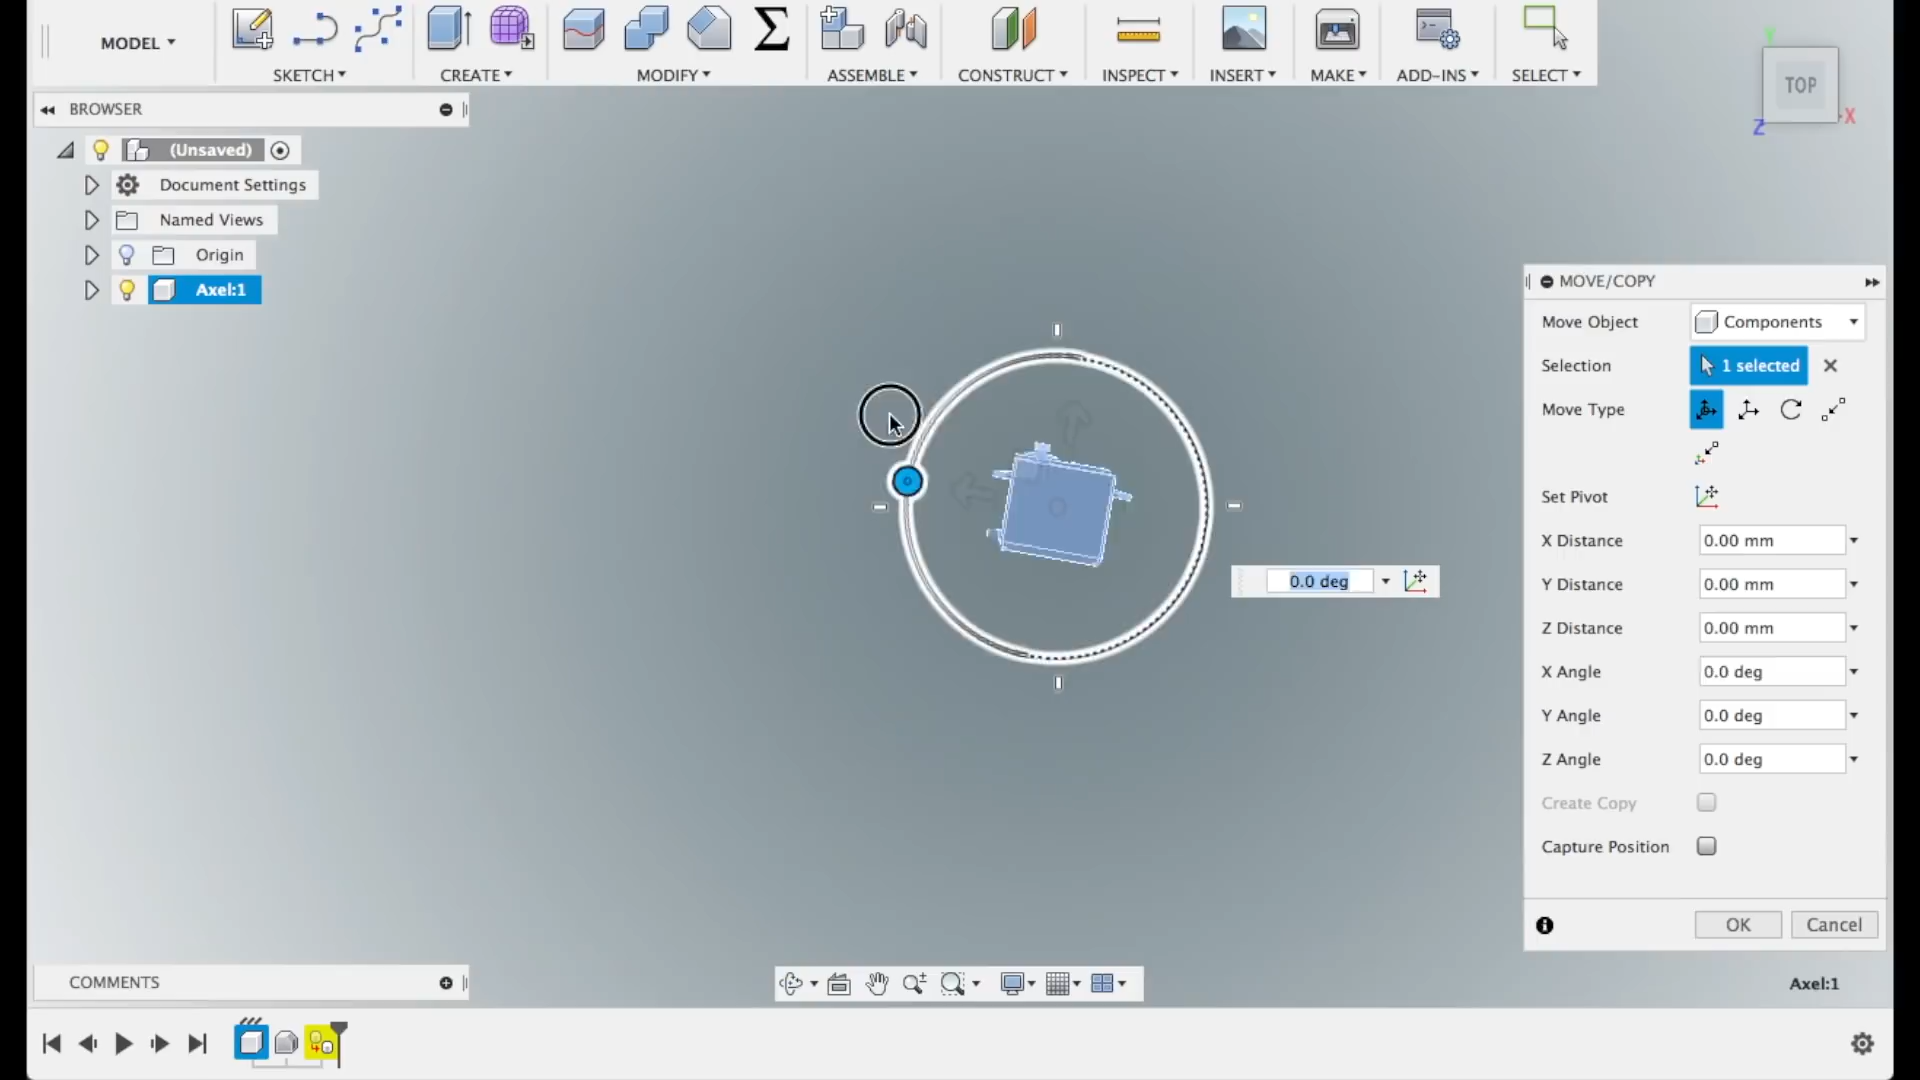 MODEL
SKETCH
CREATE
MODIFY
ASSEMBLE
CONSTRUCT
INSPECT
INSERT
MAKE
ADD-INS
SELECT
TOP
Y
X
Z
BROWSER
(Unsaved)
Document Settings
Named Views
Origin
Axel:1
MOVE/COPY
Move Object
Components
Selection
1 selected
Move Type
Set Pivot
X Distance
0.00 mm
Y Distance
0.00 mm
Z Distance
0.00 mm
X Angle
0.0 deg
Y Angle
0.0 deg
Z Angle
0.0 deg
Create Copy
Capture Position
OK
Cancel
0.0 deg
COMMENTS
Axel:1